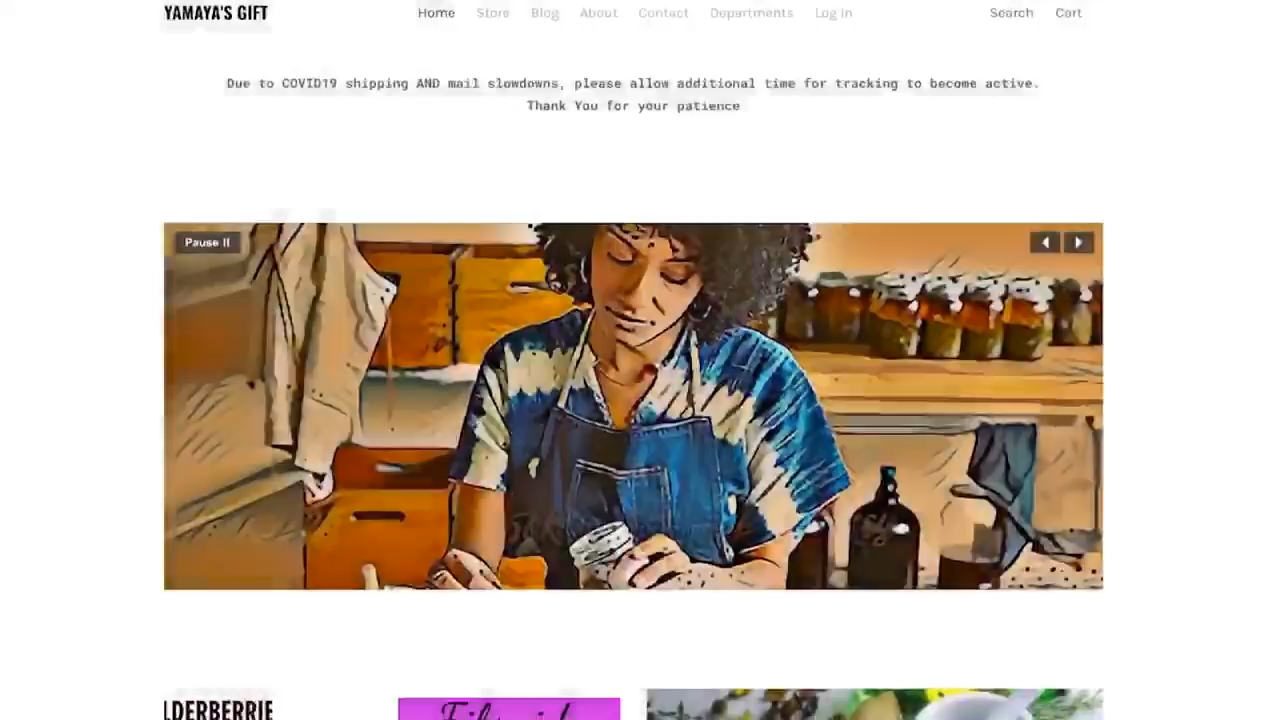 YAMAYA'S GIFT
Home Store Blog About Contact Departments Log In Search Cart
Due to COVID19 shipping AND mail slowdowns, please allow additional time for tracking to become active.
Thank You for your patience
Pause
LDERBERRIE